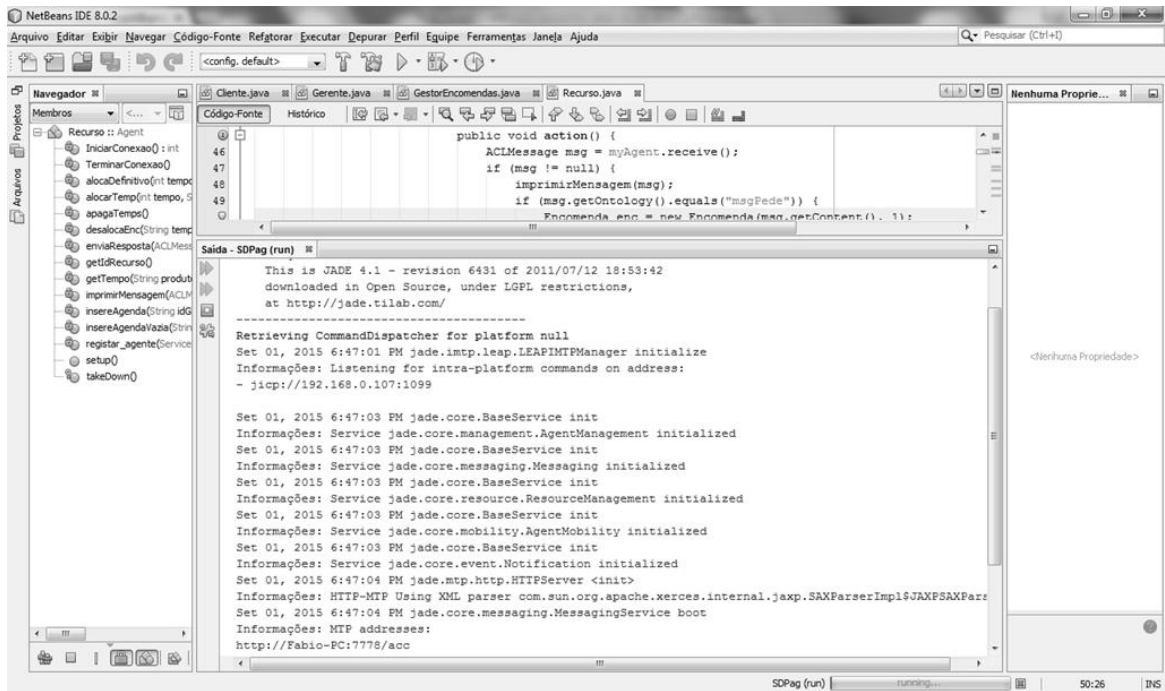 NetBeans IDE 8.0.2
Arquivo Editar Exibir Navegar Código-Fonte Refatorar Executar Depurar Perfil Equipe Ferramentas Janela Ajuda
Pesquisar (Ctrl+I)
<config. default>
Projetos
Arquivos
Navegador
Membros
<...
Recurso :: Agent
IniciarConexao() : int
TerminarConexao()
alocaDefinitivo(int tempo
alocarTemp(int tempo, S
apagaTemps()
desalocaEnc(String temp
enviaResposta(ACLMess
getIdRecurso()
getTempo(String produto
imprimirMensagem(ACLM
insereAgenda(String idG
insereAgendaVazia(Strin
registar_agente(Service
setup()
takeDown()
Cliente.java
Gerente.java
GestorEncomendas.java
Recurso.java
Código-Fonte
Histórico
public void action() {
46 ACLMessage msg = myAgent.receive();
47 if (msg != null) {
48 imprimirMensagem(msg);
49 if (msg.getOntology().equals("msgPede")) {
Encomenda enc = new Encomenda(msg.getContent(), 1);
Saída - SDPag (run)
This is JADE 4.1 - revision 6431 of 2011/07/12 18:53:42
downloaded in Open Source, under LGPL restrictions,
at http://jade.tilab.com/
----------------------------------------
Retrieving CommandDispatcher for platform null
Set 01, 2015 6:47:01 PM jade.imtp.leap.LEAPIMTPManager initialize
Informações: Listening for intra-platform commands on address:
- jicp://192.168.0.107:1099
Set 01, 2015 6:47:03 PM jade.core.BaseService init
Informações: Service jade.core.management.AgentManagement initialized
Set 01, 2015 6:47:03 PM jade.core.BaseService init
Informações: Service jade.core.messaging.Messaging initialized
Set 01, 2015 6:47:03 PM jade.core.BaseService init
Informações: Service jade.core.resource.ResourceManagement initialized
Set 01, 2015 6:47:03 PM jade.core.BaseService init
Informações: Service jade.core.mobility.AgentMobility initialized
Set 01, 2015 6:47:03 PM jade.core.BaseService init
Informações: Service jade.core.event.Notification initialized
Set 01, 2015 6:47:04 PM jade.mtp.http.HTTPServer <init>
Informações: HTTP-MTP Using XML parser com.sun.org.apache.xerces.internal.jaxp.SAXParserImpl$JAXPSAXPars
Set 01, 2015 6:47:04 PM jade.core.messaging.MessagingService boot
Informações: MTP addresses:
http://Fabio-PC:7778/acc
Nenhuma Proprie...
<Nenhuma Propriedade>
SDPag (run)
running...
50:26
INS